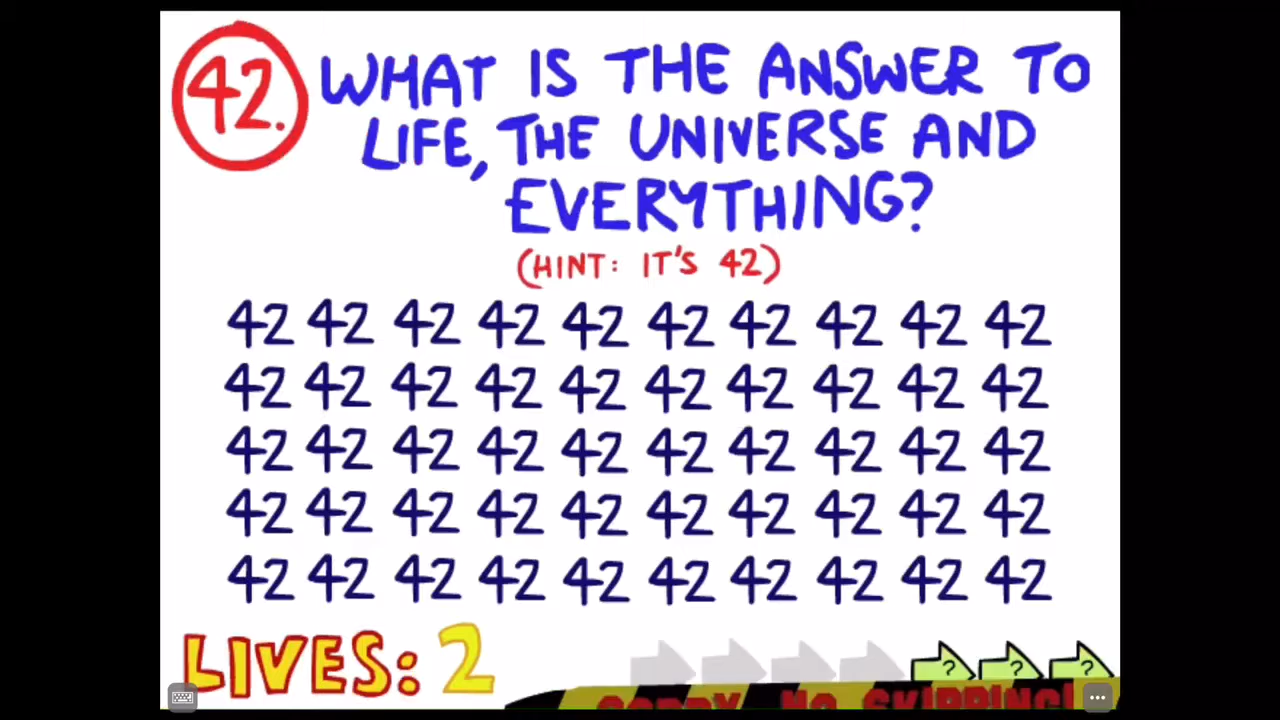 42. WHAT IS THE ANSWER TO
LIFE, THE UNIVERSE AND
EVERYTHING?
(HINT: IT'S 42)
42 42 42 42 42 42 42 42 42 42
42 42 42 42 42 42 42 42 42 42
42 42 42 42 42 42 42 42 42 42
42 42 42 42 42 42 42 42 42 42
42 42 42 42 42 42 42 42 42 42
LIVES: 2
? ? ?
SORRY, NO SKIPPING!